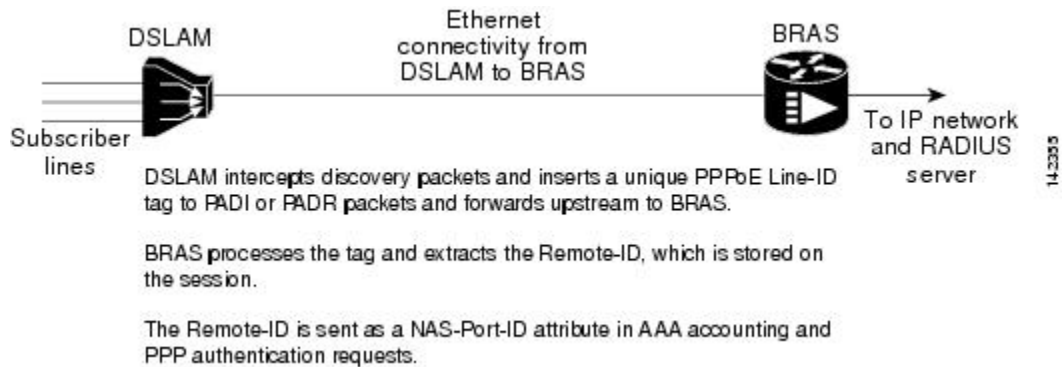 DSLAM
Ethernet
connectivity from
DSLAM to BRAS
BRAS
Subscriber
lines
To IP network
and RADIUS
server
142355
DSLAM intercepts discovery packets and inserts a unique PPPoE Line-ID
tag to PADI or PADR packets and forwards upstream to BRAS.
BRAS processes the tag and extracts the Remote-ID, which is stored on
the session.
The Remote-ID is sent as a NAS-Port-ID attribute in AAA accounting and
PPP authentication requests.